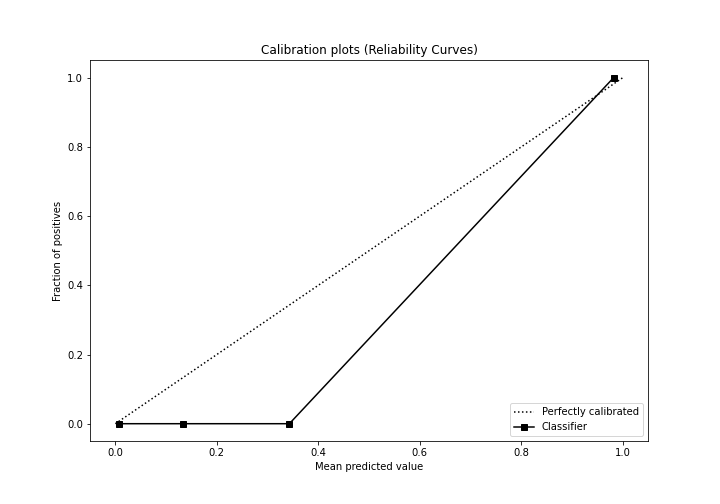 Calibration plots (Reliability Curves)
Fraction of positives
1.0
0.8
0.6
0.4
0.2
0.0
0.0 0.2 0.4 0.6 0.8 1.0
Mean predicted value
Perfectly calibrated
Classifier